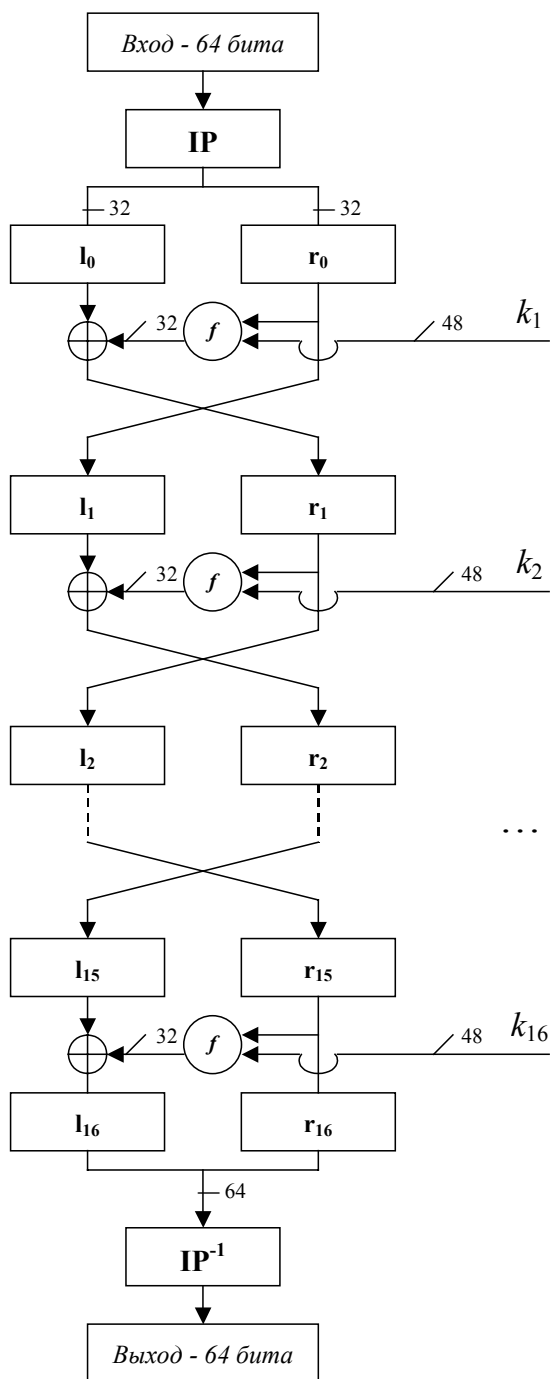 Вход - 64 бита
IP
32 32
l₀ r₀
32 f 48 k₁
l₁ r₁
32 f 48 k₂
l₂ r₂
...
l₁₅ r₁₅
32 f 48 k₁₆
l₁₆ r₁₆
64
IP⁻¹
Выход - 64 бита